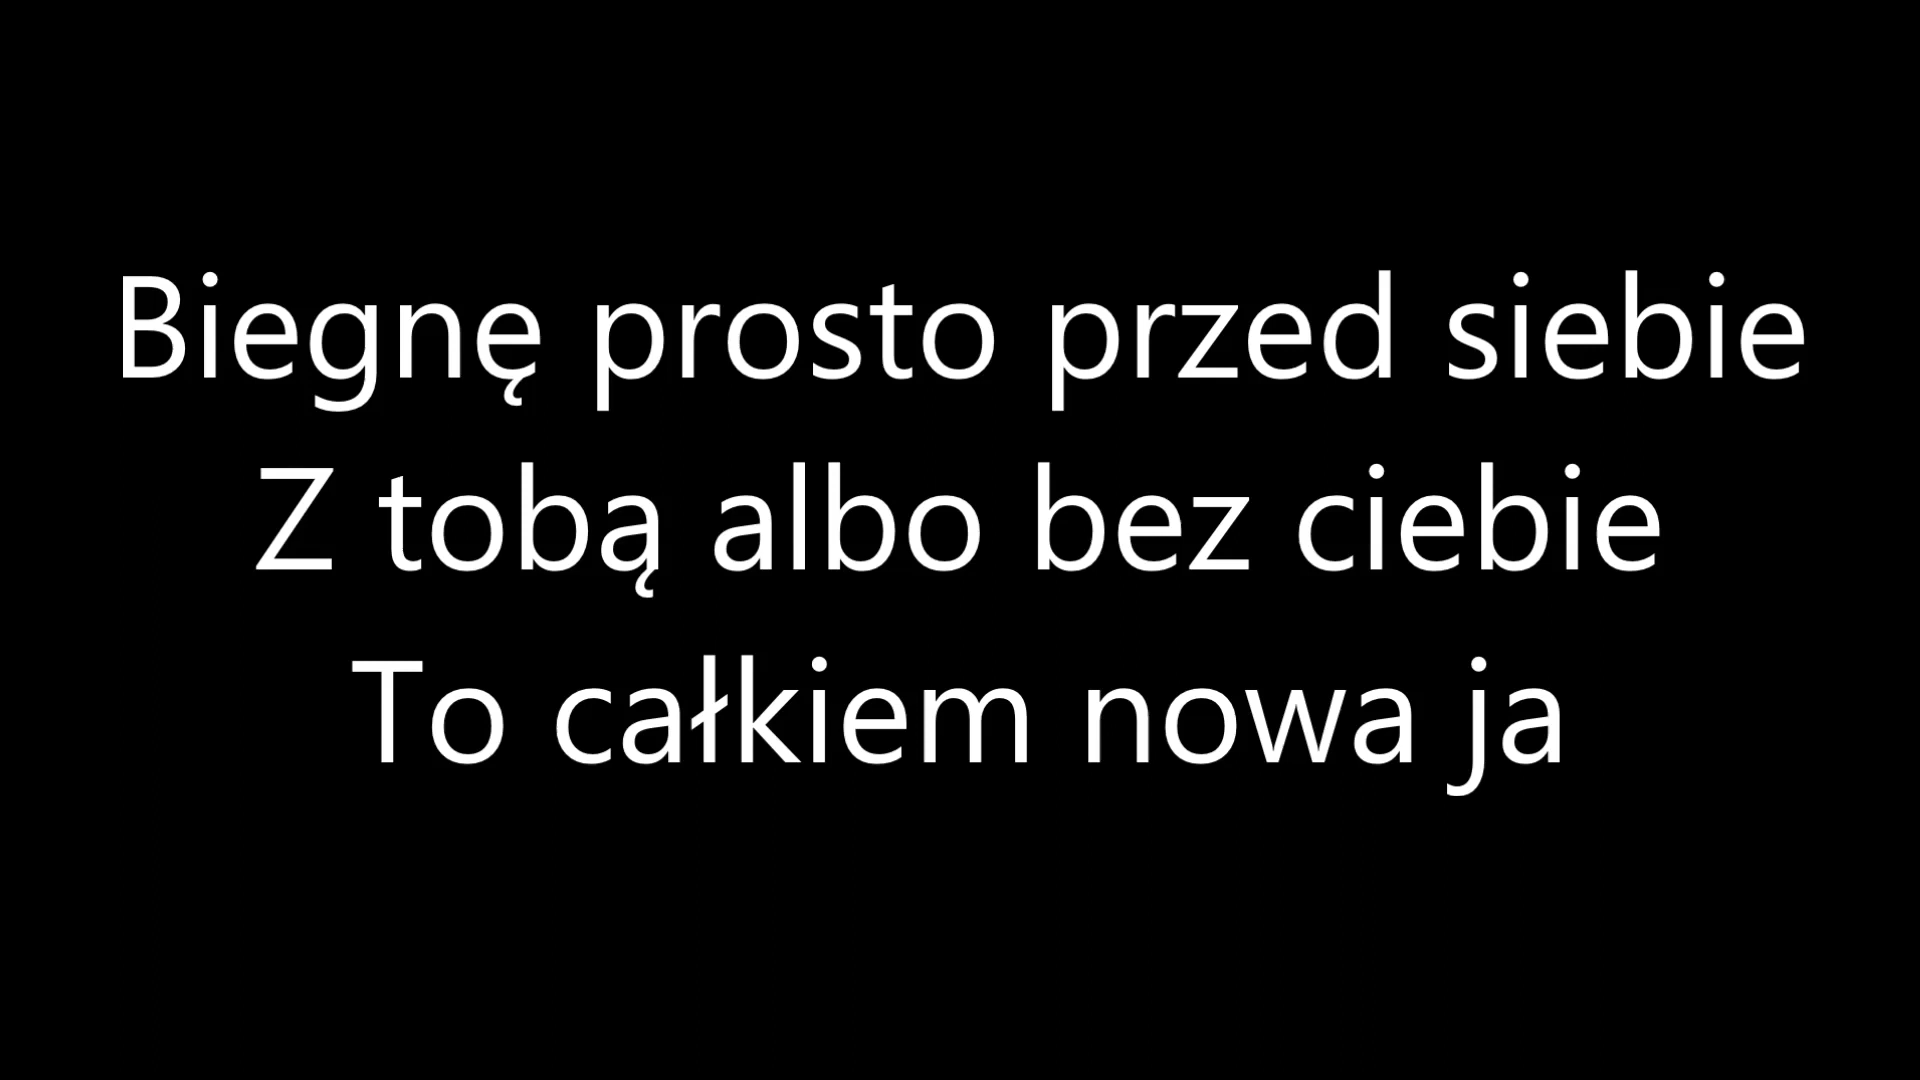 Biegnę prosto przed siebie
Z tobą albo bez ciebie
To całkiem nowa ja